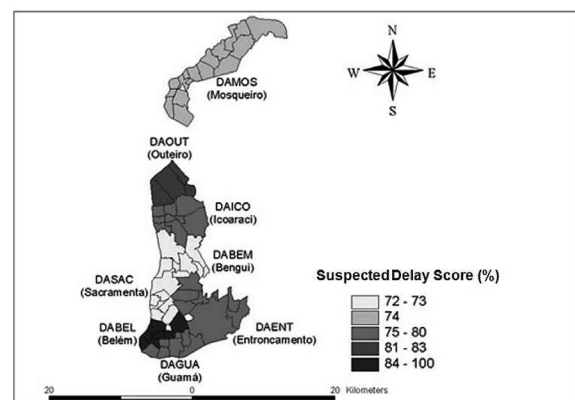 N
W E
S
DAMOS
(Mosqueiro)
DAOUT
(Outeiro)
DAICO
(Icoaraci)
DABEM
(Bengui)
DASAC
(Sacramenta)
DABEL
(Belém)
DAENT
(Entroncamento)
DAGUA
(Guamá)
Suspected Delay Score (%)
72 - 73
74
75 - 80
81 - 83
84 - 100
20 0 20 Kilometers